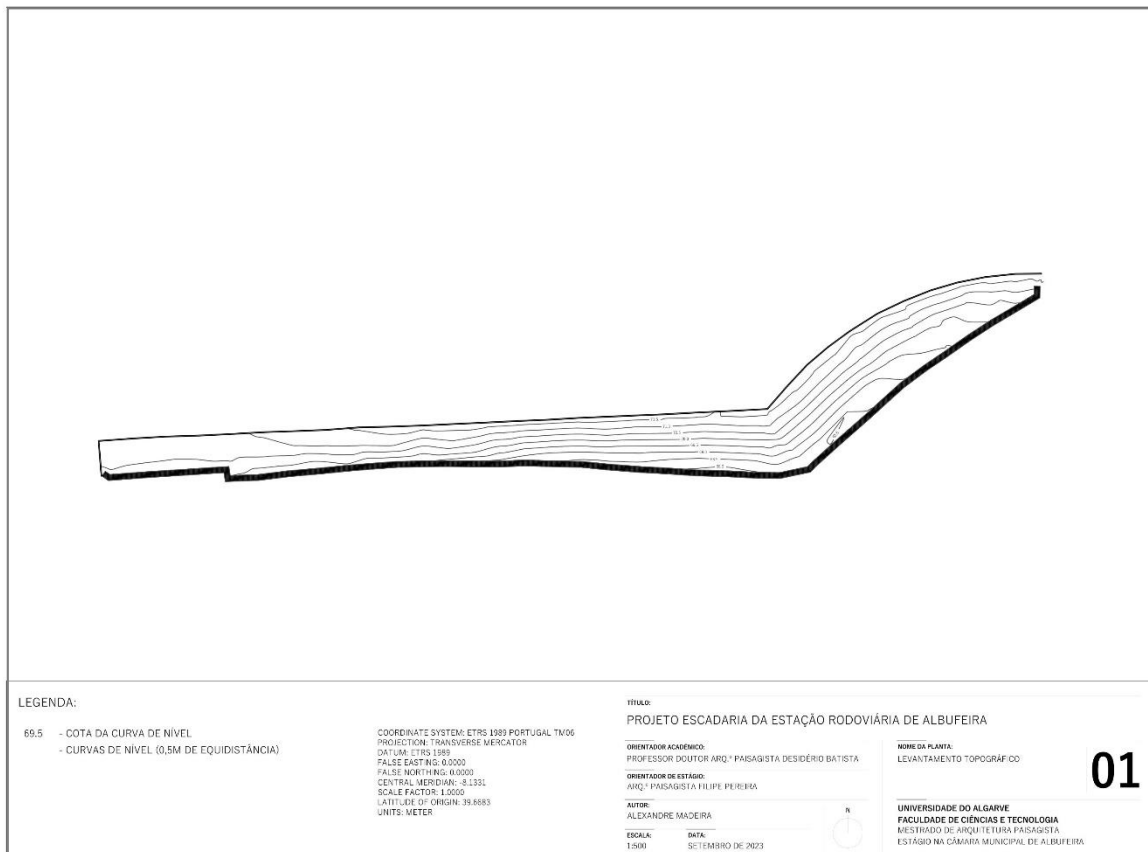 LEGENDA:
69.5 - COTA DA CURVA DE NÍVEL
- CURVAS DE NÍVEL (0,5M DE EQUIDISTÂNCIA)
COORDINATE SYSTEM: ETRS 1989 PORTUGAL TM06
PROJECTION: TRANSVERSE MERCATOR
DATUM: ETRS 1989
FALSE EASTING: 0.0000
FALSE NORTHING: 0.0000
CENTRAL MERIDIAN: -8.1331
SCALE FACTOR: 1.0000
LATITUDE OF ORIGIN: 39.6683
UNITS: METER
TÍTULO:
PROJETO ESCADARIA DA ESTAÇÃO RODOVIÁRIA DE ALBUFEIRA
ORIENTADOR ACADÉMICO:
PROFESSOR DOUTOR ARQ.º PAISAGISTA DESIDÉRIO BATISTA
ORIENTADOR DE ESTÁGIO:
ARQ.º PAISAGISTA FILIPE PEREIRA
AUTOR:
ALEXANDRE MADEIRA
ESCALA:
1:500
DATA:
SETEMBRO DE 2023
N
NOME DA PLANTA:
LEVANTAMENTO TOPOGRÁFICO
01
UNIVERSIDADE DO ALGARVE
FACULDADE DE CIÊNCIAS E TECNOLOGIA
MESTRADO DE ARQUITETURA PAISAGISTA
ESTÁGIO NA CÂMARA MUNICIPAL DE ALBUFEIRA